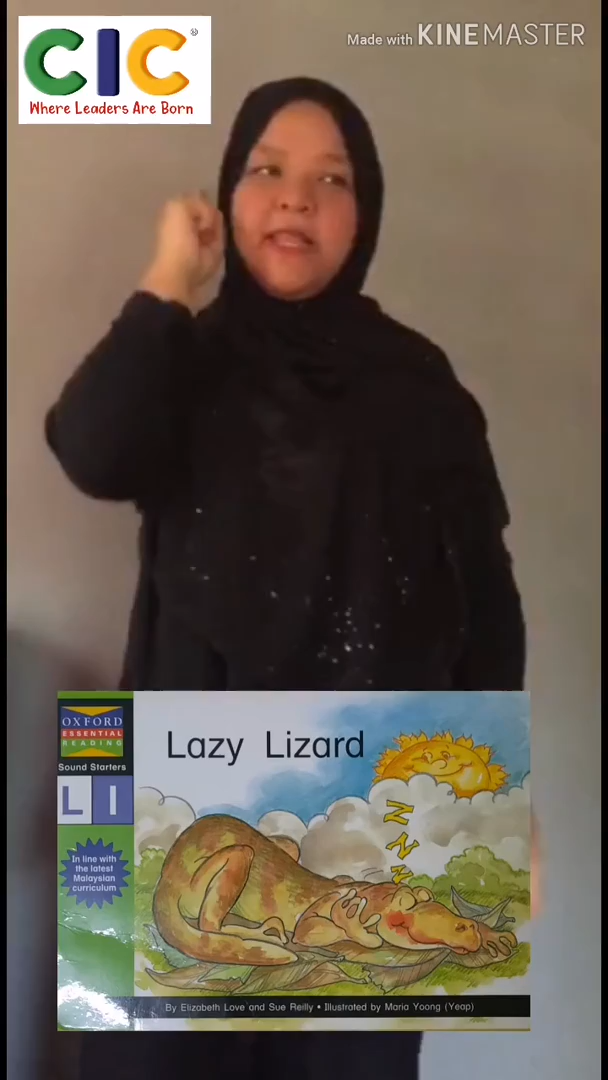 CIC®
Where Leaders Are Born
Made with KINEMASTER
OXFORD
ESSENTIAL
READING
Sound Starters
L l
In line with
the latest
Malaysian
curriculum
Lazy Lizard
Z
Z
Z
By Elizabeth Love and Sue Reilly • Illustrated by Maria Yoong (Yeap)